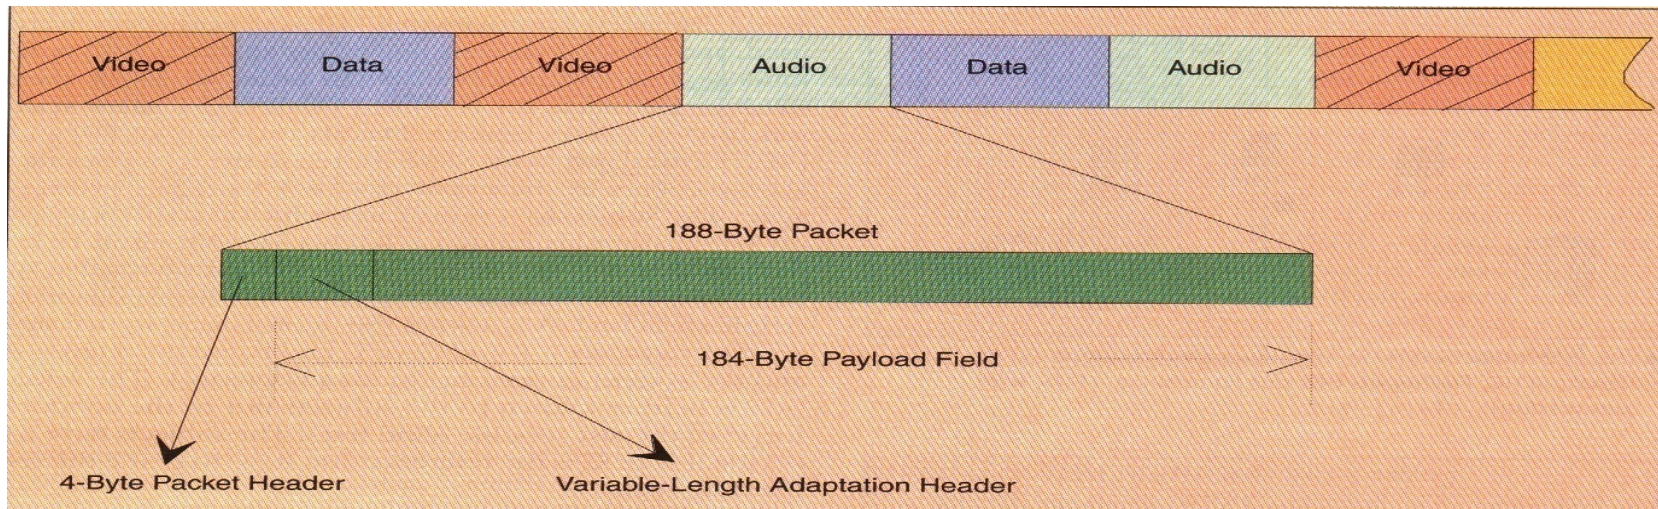 Video Data Video Audio Data Audio Video
188-Byte Packet
184-Byte Payload Field
4-Byte Packet Header
Variable-Length Adaptation Header